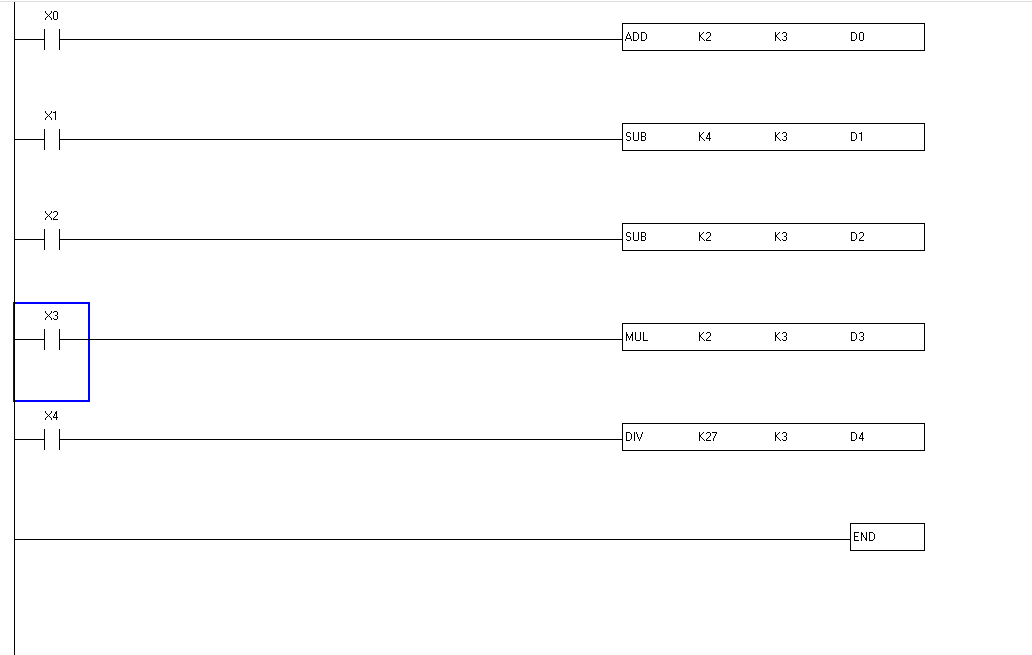 X0
ADD K2 K3 D0
X1
SUB K4 K3 D1
X2
SUB K2 K3 D2
X3
MUL K2 K3 D3
X4
DIV K27 K3 D4
END